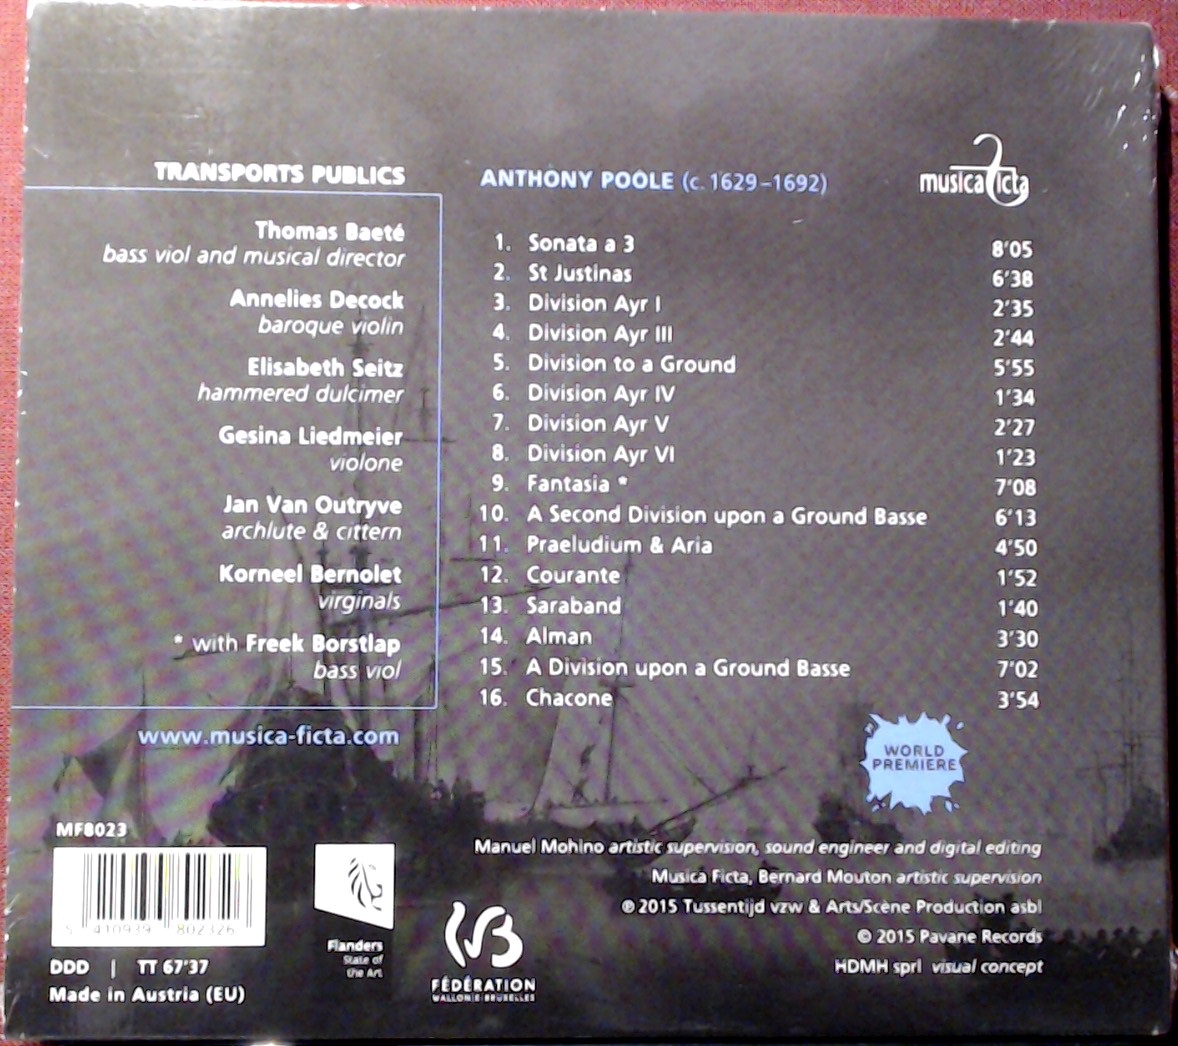 TRANSPORTS PUBLICS
Thomas Baeté
bass viol and musical director
Annelies Decock
baroque violin
Elisabeth Seitz
hammered dulcimer
Gesina Liedmeier
violone
Jan Van Outryve
archlute & cittern
Korneel Bernolet
virginals
* with Freek Borstlap
bass viol
www.musica-ficta.com
ANTHONY POOLE (c. 1629–1692)
musica ficta
1. Sonata a 3 8'05
2. St Justinas 6'38
3. Division Ayr I 2'35
4. Division Ayr III 2'44
5. Division to a Ground 5'55
6. Division Ayr IV 1'34
7. Division Ayr V 2'27
8. Division Ayr VI 1'23
9. Fantasia * 7'08
10. A Second Division upon a Ground Basse 6'13
11. Praeludium & Aria 4'50
12. Courante 1'52
13. Saraband 1'40
14. Alman 3'30
15. A Division upon a Ground Basse 7'02
16. Chacone 3'54
WORLD
PREMIERE
MF8023
5 410939 802326
DDD | TT 67'37
Made in Austria (EU)
Flanders
State of
the Art
FÉDÉRATION
WALLONIE-BRUXELLES
Manuel Mohino artistic supervision, sound engineer and digital editing
Musica Ficta, Bernard Mouton artistic supervision
℗ 2015 Tussentijd vzw & Arts/Scène Production asbl
© 2015 Pavane Records
HDMH sprl visual concept